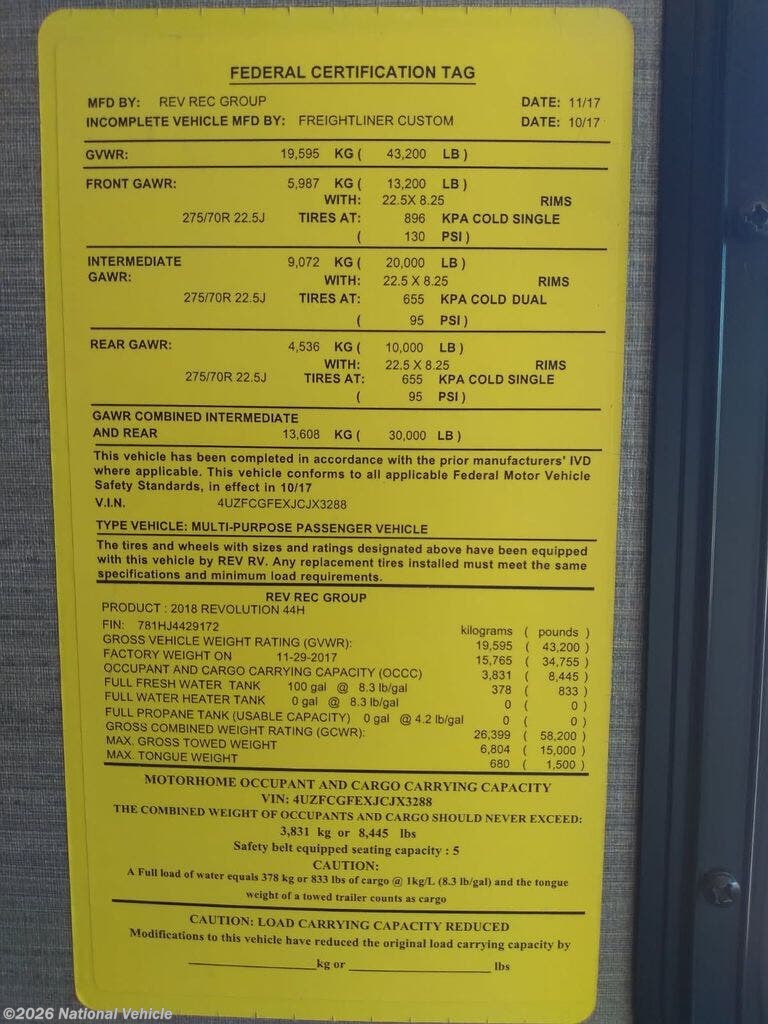 FEDERAL CERTIFICATION TAG
MFD BY: REV REC GROUP DATE: 11/17
INCOMPLETE VEHICLE MFD BY: FREIGHTLINER CUSTOM DATE: 10/17
GVWR: 19,595 KG ( 43,200 LB )
FRONT GAWR: 5,987 KG ( 13,200 LB )
WITH: 22.5X 8.25 RIMS
275/70R 22.5J TIRES AT: 896 KPA COLD SINGLE
( 130 PSI )
INTERMEDIATE 9,072 KG ( 20,000 LB )
GAWR: WITH: 22.5 X 8.25 RIMS
275/70R 22.5J TIRES AT: 655 KPA COLD DUAL
( 95 PSI )
REAR GAWR: 4,536 KG ( 10,000 LB )
WITH: 22.5 X 8.25 RIMS
275/70R 22.5J TIRES AT: 655 KPA COLD SINGLE
( 95 PSI )
GAWR COMBINED INTERMEDIATE
AND REAR 13,608 KG ( 30,000 LB )
This vehicle has been completed in accordance with the prior manufacturers' IVD
where applicable. This vehicle conforms to all applicable Federal Motor Vehicle
Safety Standards, in effect in 10/17
V.I.N. 4UZFCGFEXJCJX3288
TYPE VEHICLE: MULTI-PURPOSE PASSENGER VEHICLE
The tires and wheels with sizes and ratings designated above have been equipped
with this vehicle by REV RV. Any replacement tires installed must meet the same
specifications and minimum load requirements.
REV REC GROUP
PRODUCT : 2018 REVOLUTION 44H
FIN: 781HJ4429172 kilograms ( pounds )
GROSS VEHICLE WEIGHT RATING (GVWR): 19,595 ( 43,200 )
FACTORY WEIGHT ON 11-29-2017 15,765 ( 34,755 )
OCCUPANT AND CARGO CARRYING CAPACITY (OCCC) 3,831 ( 8,445 )
FULL FRESH WATER TANK 100 gal @ 8.3 lb/gal 378 ( 833 )
FULL WATER HEATER TANK 0 gal @ 8.3 lb/gal 0 ( 0 )
FULL PROPANE TANK (USABLE CAPACITY) 0 gal @ 4.2 lb/gal 0 ( 0 )
GROSS COMBINED WEIGHT RATING (GCWR): 26,399 ( 58,200 )
MAX. GROSS TOWED WEIGHT 6,804 ( 15,000 )
MAX. TONGUE WEIGHT 680 ( 1,500 )
MOTORHOME OCCUPANT AND CARGO CARRYING CAPACITY
VIN: 4UZFCGFEXJCJX3288
THE COMBINED WEIGHT OF OCCUPANTS AND CARGO SHOULD NEVER EXCEED:
3,831 kg or 8,445 lbs
Safety belt equipped seating capacity : 5
CAUTION:
A Full load of water equals 378 kg or 833 lbs of cargo @ 1kg/L (8.3 lb/gal) and the tongue
weight of a towed trailer counts as cargo
CAUTION: LOAD CARRYING CAPACITY REDUCED
Modifications to this vehicle have reduced the original load carrying capacity by
____________________kg or ______________________ lbs
©2026 National Vehicle